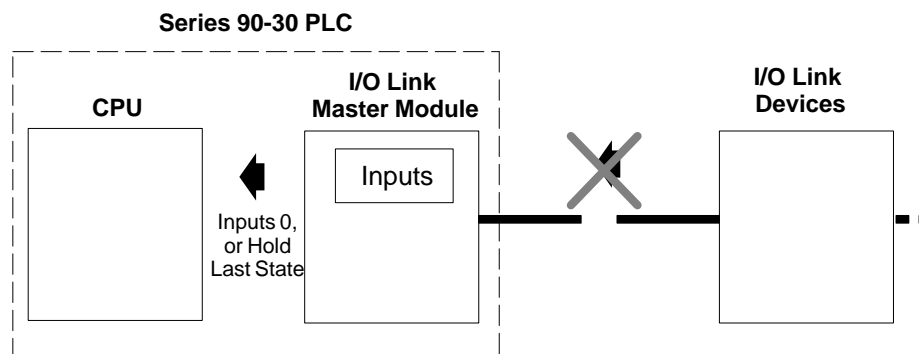 Series 90-30 PLC
CPU
I/O Link
Master Module
Inputs
Inputs 0,
or Hold
Last State
I/O Link
Devices